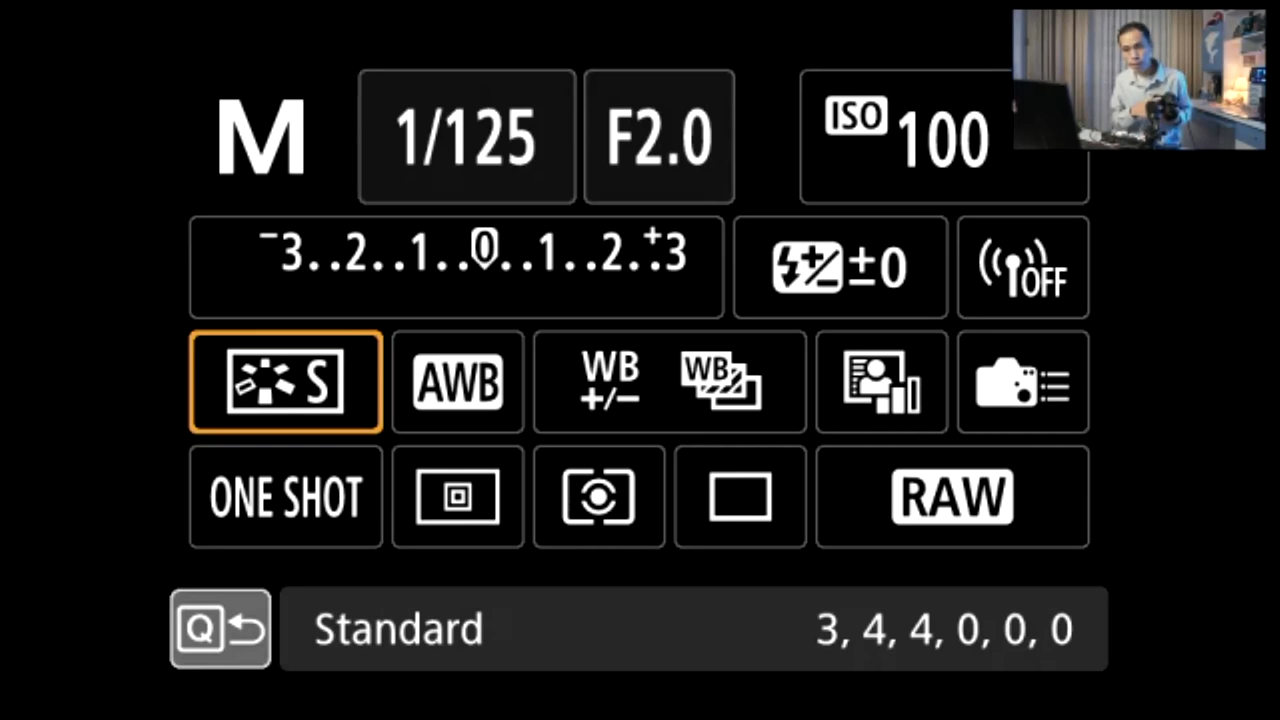 M 1/125 F2.0 ISO 100
-3..2..1..0..1..2..+3 ±0 OFF
S AWB WB +/- WB
ONE SHOT RAW
Q Standard 3, 4, 4, 0, 0, 0